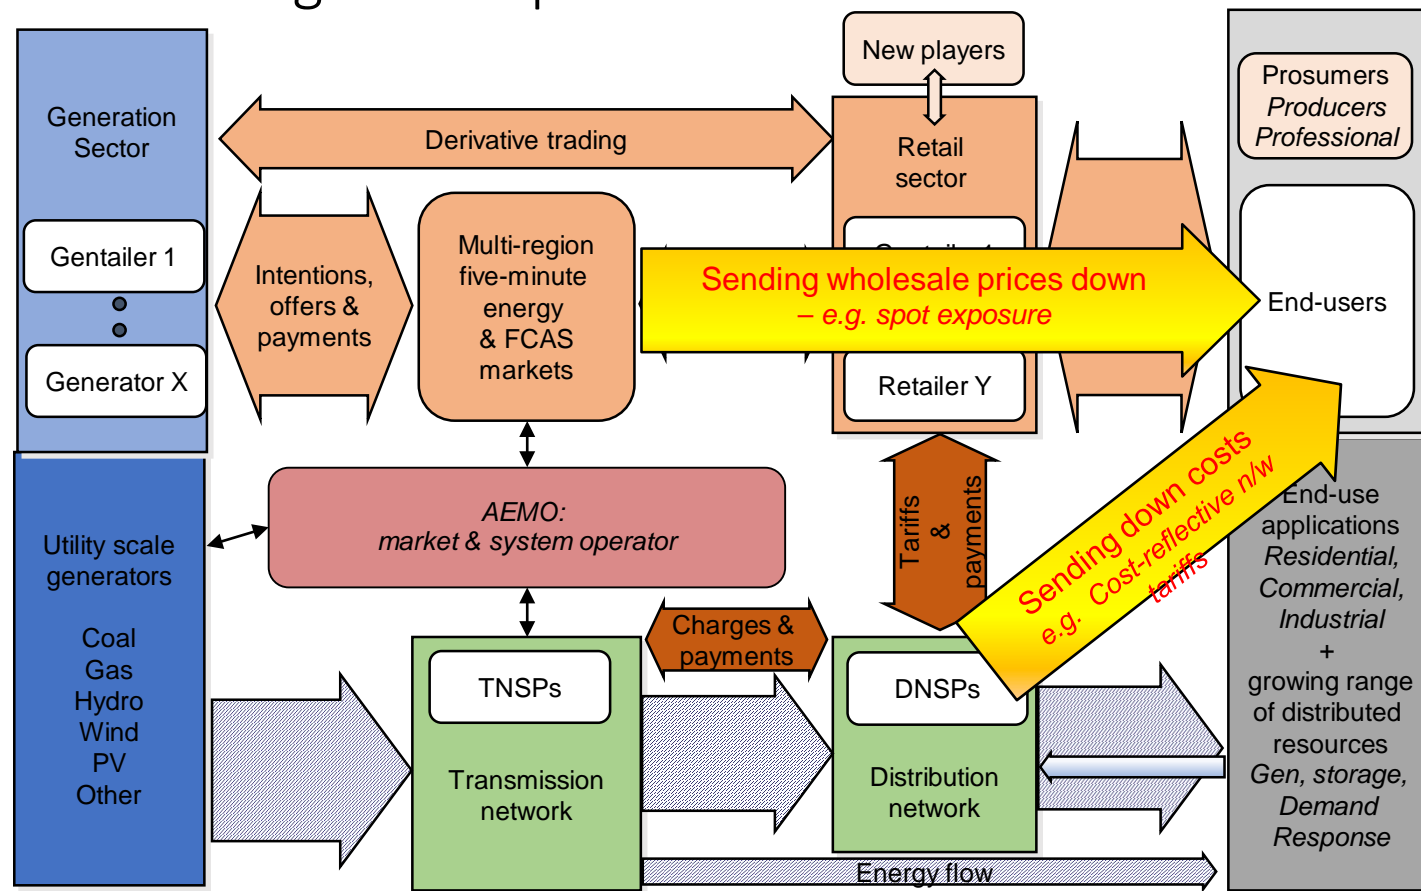 New players
Prosumers
Producers
Professional
Generation
Sector
Derivative trading
Retail
sector
Gentailer 1
Intentions,
offers &
payments
Multi-region
five-minute
energy
& FCAS
markets
Sending wholesale prices down
– e.g. spot exposure
End-users
Generator X
Retailer Y
AEMO:
market & system operator
Tariffs
&
payments
Sending down costs
e.g. Cost-reflective n/w
tariffs
Utility scale
generators
Coal
Gas
Hydro
Wind
PV
Other
Charges &
payments
TNSPs
Transmission
network
DNSPs
Distribution
network
End-use
applications
Residential,
Commercial,
Industrial
+
growing range
of distributed
resources
Gen, storage,
Demand
Response
Energy flow